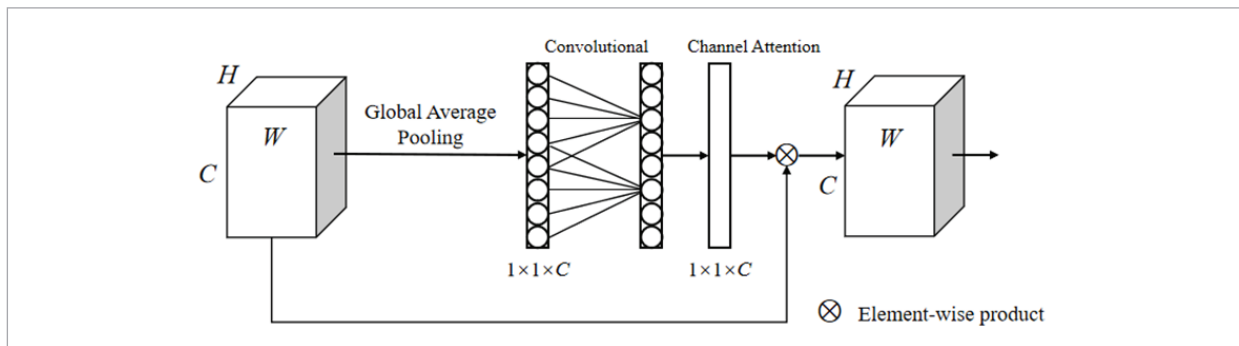 Convolutional
Channel Attention
H
W
C
Global Average
Pooling
1×1×C
1×1×C
H
W
C
Element-wise product